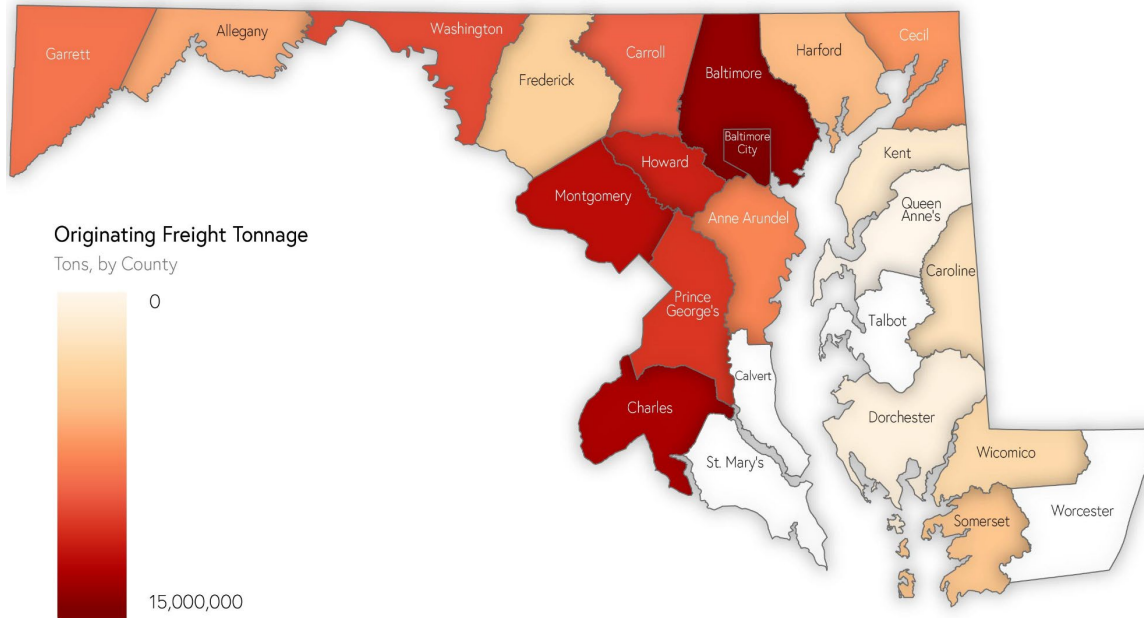 Garrett
Allegany
Washington
Frederick
Carroll
Baltimore
Harford
Cecil
Baltimore
City
Kent
Howard
Montgomery
Queen
Anne's
Anne Arundel
Originating Freight Tonnage
Tons, by County
0
15,000,000
Caroline
Prince
George's
Talbot
Calvert
Charles
Dorchester
St. Mary's
Wicomico
Somerset
Worcester